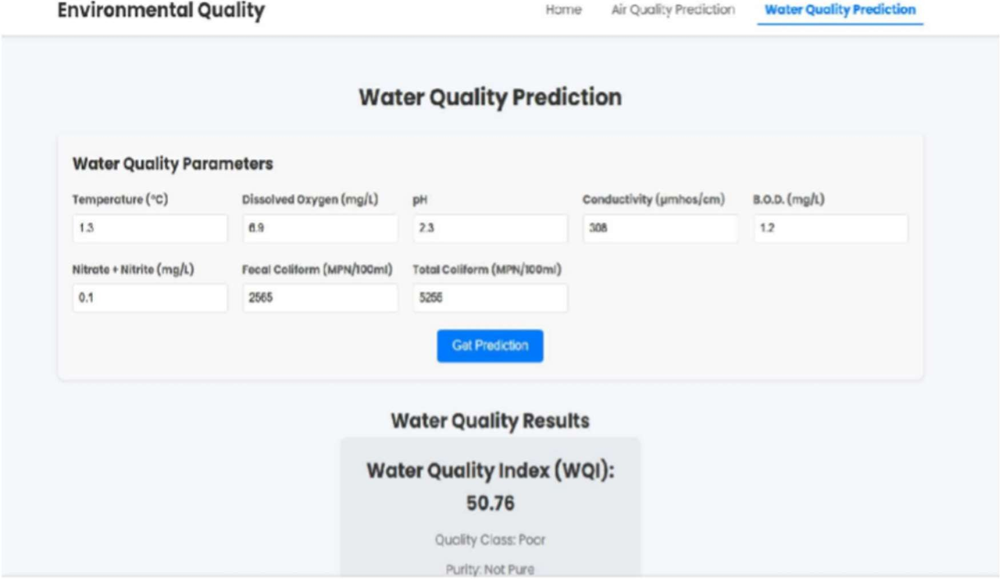 Environmental Quality
Home Air Quality Prediction Water Quality Prediction
Water Quality Prediction
Water Quality Parameters
Temperature (°C) Dissolved Oxygen (mg/L) pH Conductivity (µmhos/cm) B.O.D. (mg/L)
1.3 6.9 2.3 308 1.2
Nitrate + Nitrite (mg/L) Fecal Coliform (MPN/100ml) Total Coliform (MPN/100ml)
0.1 2565
Get Prediction
Water Quality Results
Water Quality Index (WQI):
50.76
Quality Class: Poor
Purity: Not Pure